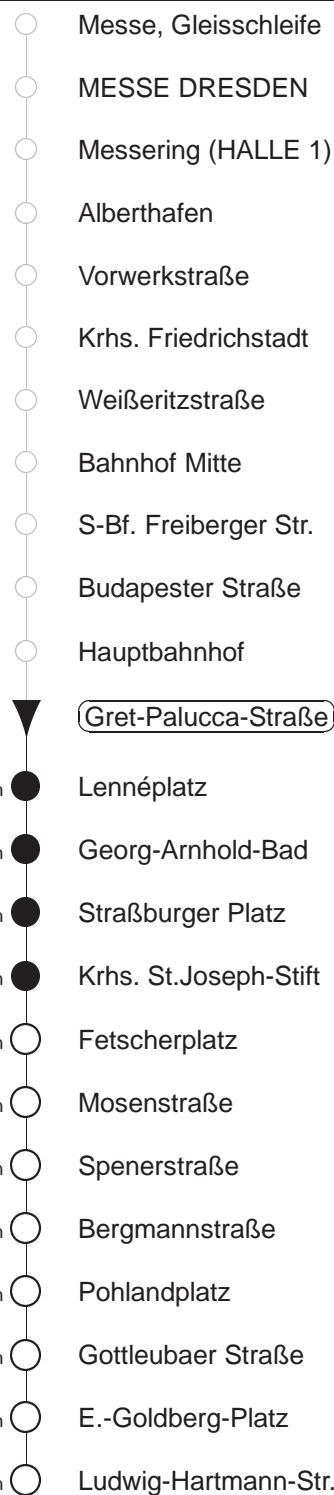 Messe, Gleisschleife
MESSE DRESDEN
Messering (HALLE 1)
Alberthafen
Vorwerkstraße
Krhs. Friedrichstadt
Weißeritzstraße
Bahnhof Mitte
S-Bf. Freiberger Str.
Budapester Straße
Hauptbahnhof
Gret-Palucca-Straße
Lennéplatz
Georg-Arnhold-Bad
Straßburger Platz
Krhs. St.Joseph-Stift
Fetscherplatz
Mosenstraße
Spenerstraße
Bergmannstraße
Pohlandplatz
Gottleubaer Straße
E.-Goldberg-Platz
Ludwig-Hartmann-Str.